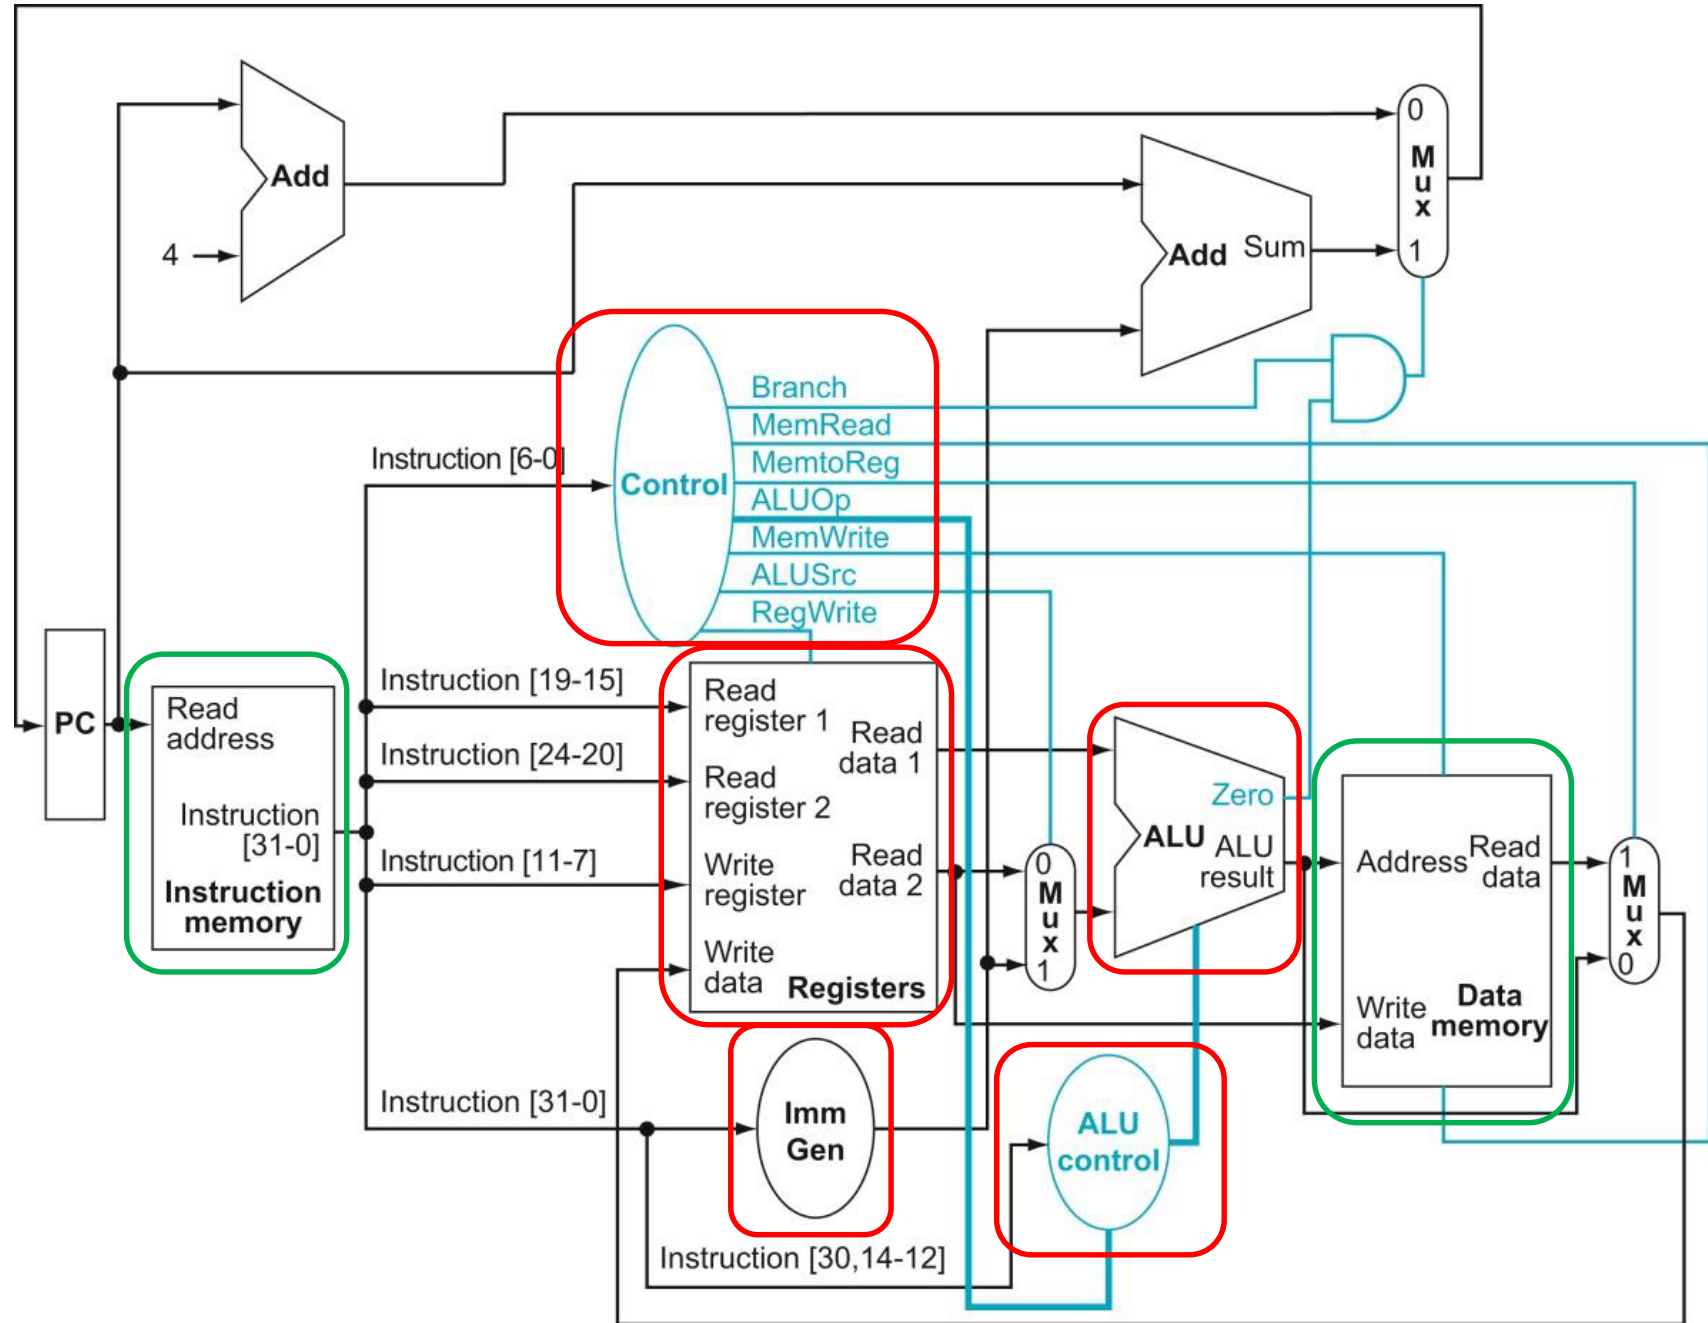 Add
4
0
Mux
1
Add Sum
Branch
MemRead
MemtoReg
ALUOp
MemWrite
ALUSrc
RegWrite
Control
Instruction [6-0]
Instruction [19-15]
Instruction [24-20]
Instruction [11-7]
Instruction [31-0]
Instruction [30,14-12]
PC
Read
address
Instruction
[31-0]
Instruction
memory
Read
register 1
Read
register 2
Write
register
Write
data
Read
data 1
Read
data 2
Registers
0
Mux
1
Zero
ALU
ALU
result
Address
Read
data
Write
data
Data
memory
1
Mux
0
Imm
Gen
ALU
control